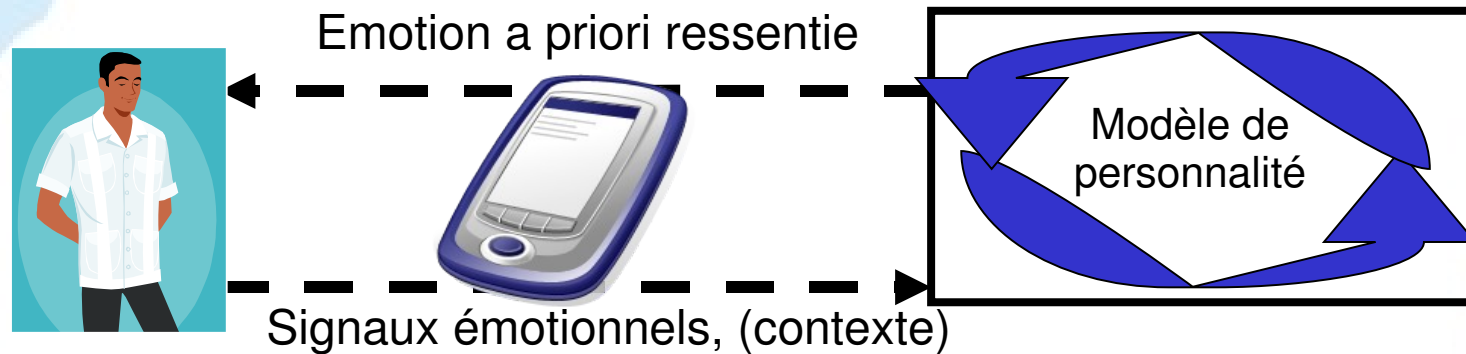 Emotion a priori ressentie
Modèle de
personnalité
Signaux émotionnels, (contexte)